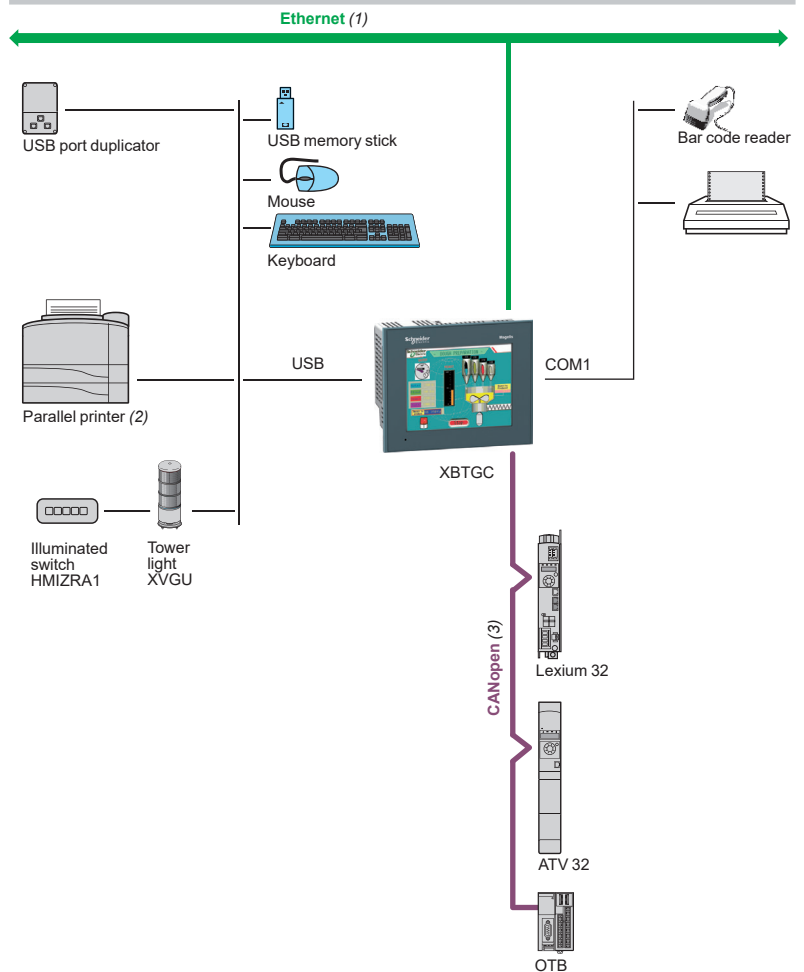 Ethernet (1)
USB port duplicator
USB memory stick
Bar code reader
Mouse
Keyboard
Schneider
Magelis
USB
COM1
Parallel printer (2)
XBTGC
Illuminated
switch
HMIZRA1
Tower
light
XVGU
CANopen (3)
Lexium 32
ATV 32
OTB